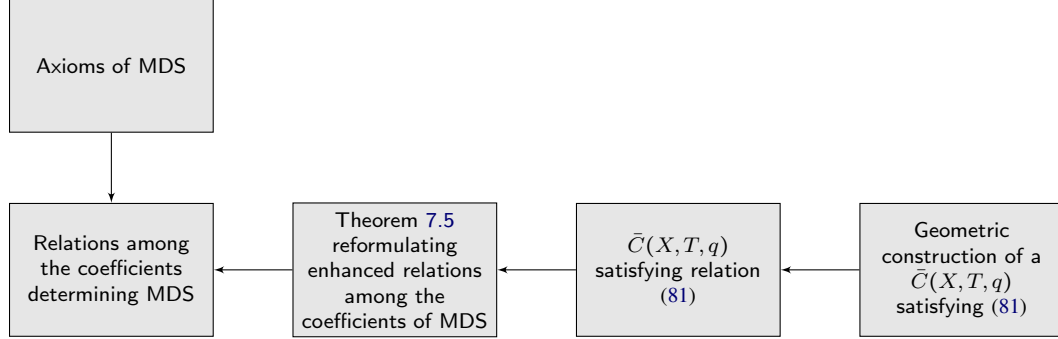 Axioms of MDS
Relations among
the coefficients
determining MDS
Theorem 7.5
reformulating
enhanced relations
among the
coefficients of MDS
C̄(X, T, q)
satisfying relation
(81)
Geometric
construction of a
C̄(X, T, q)
satisfying (81)